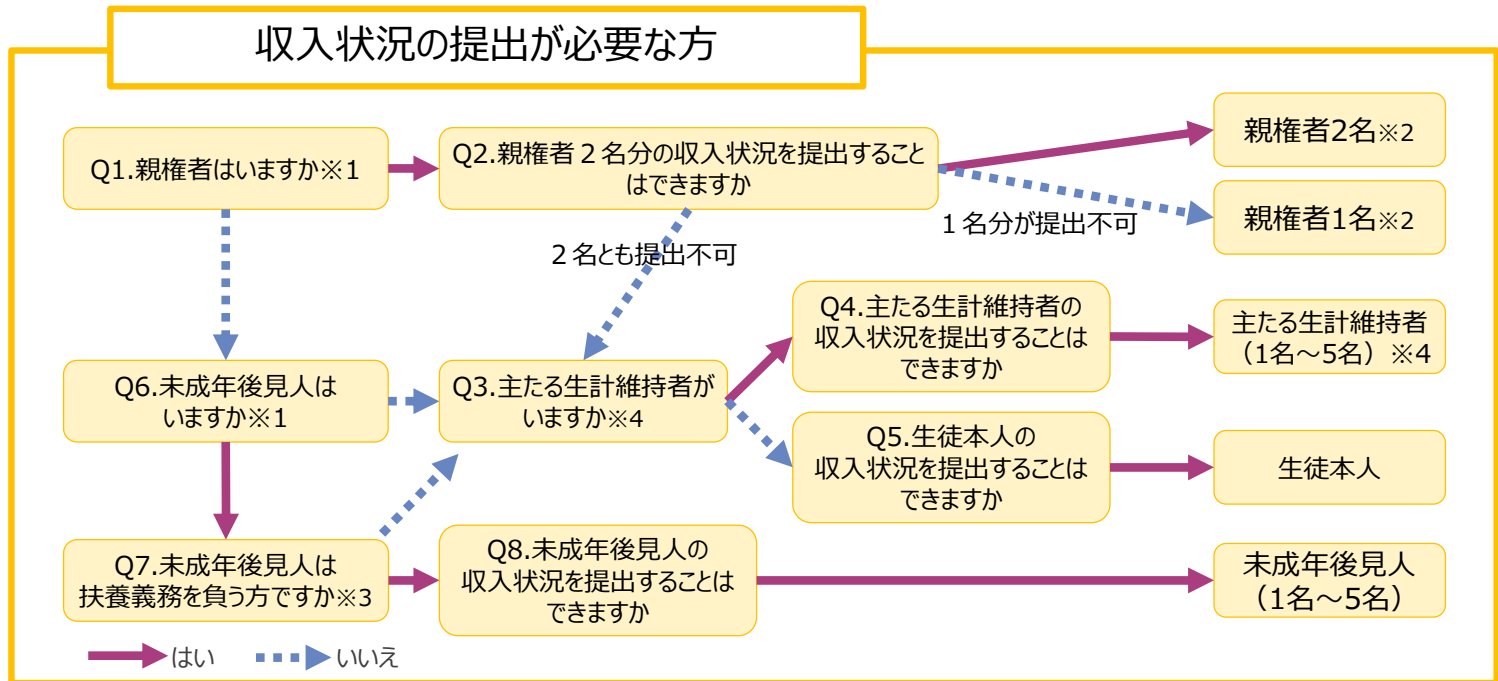 収入状況の提出が必要な方
Q1.親権者はいますか※1
Q2.親権者２名分の収入状況を提出すること
はできますか
親権者2名※2
親権者1名※2
１名分が提出不可
２名とも提出不可
Q6.未成年後見人は
いますか※1
Q3.主たる生計維持者が
いますか※4
Q4.主たる生計維持者の
収入状況を提出することは
できますか
主たる生計維持者
（1名～5名）※4
Q5.生徒本人の
収入状況を提出することは
できますか
生徒本人
Q7.未成年後見人は
扶養義務を負う方ですか※3
Q8.未成年後見人の
収入状況を提出することは
できますか
未成年後見人
（1名～5名）
はい
いいえ